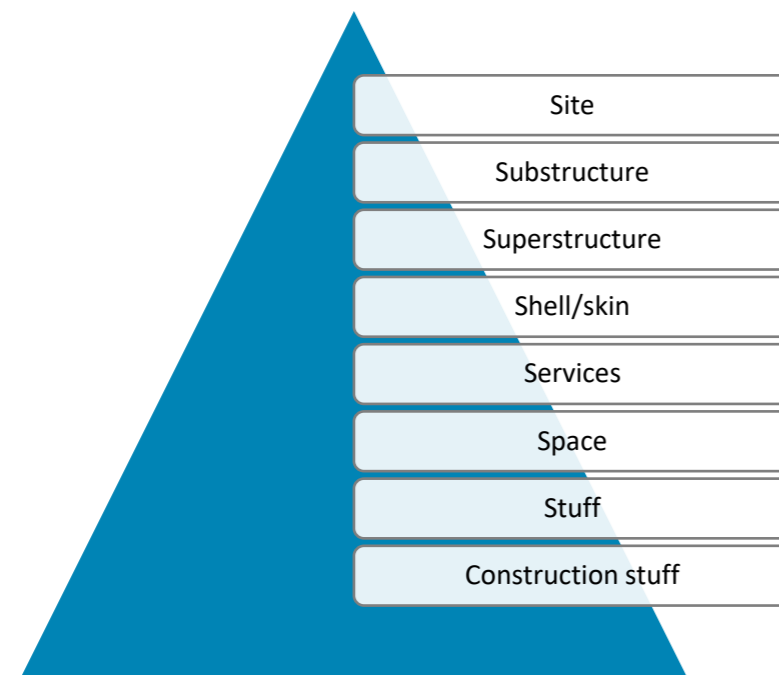 Site
Substructure
Superstructure
Shell/skin
Services
Space
Stuff
Construction stuff